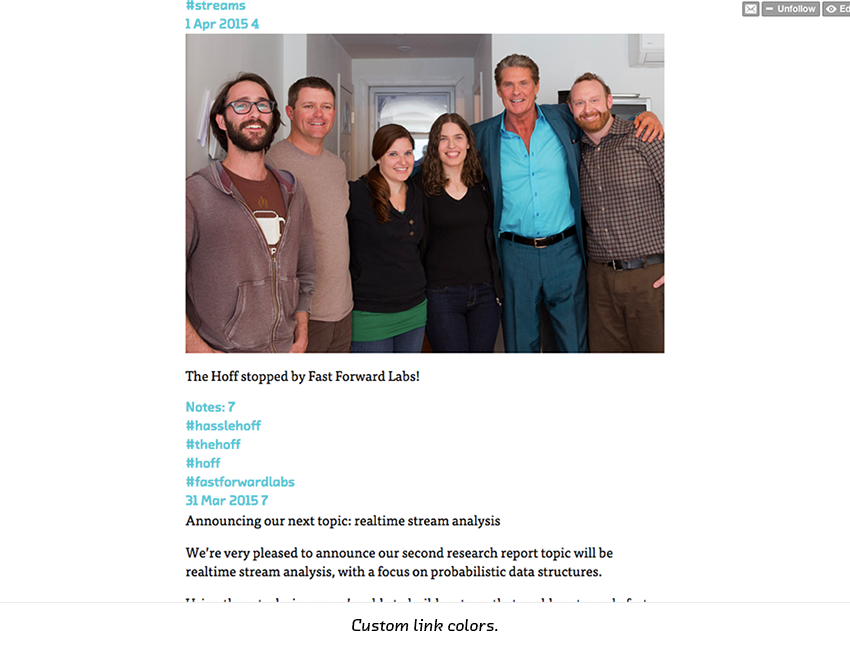 #streams
Unfollow
1 Apr 2015 4
The Hoff stopped by Fast Forward Labs!
Notes: 7
#hasslehoff
#thehoff
#hoff
#fastforwardlabs
31 Mar 2015 7
Announcing our next topic: realtime stream analysis
We're very pleased to announce our second research report topic will be
realtime stream analysis, with a focus on probabilistic data structures.
Custom link colors.